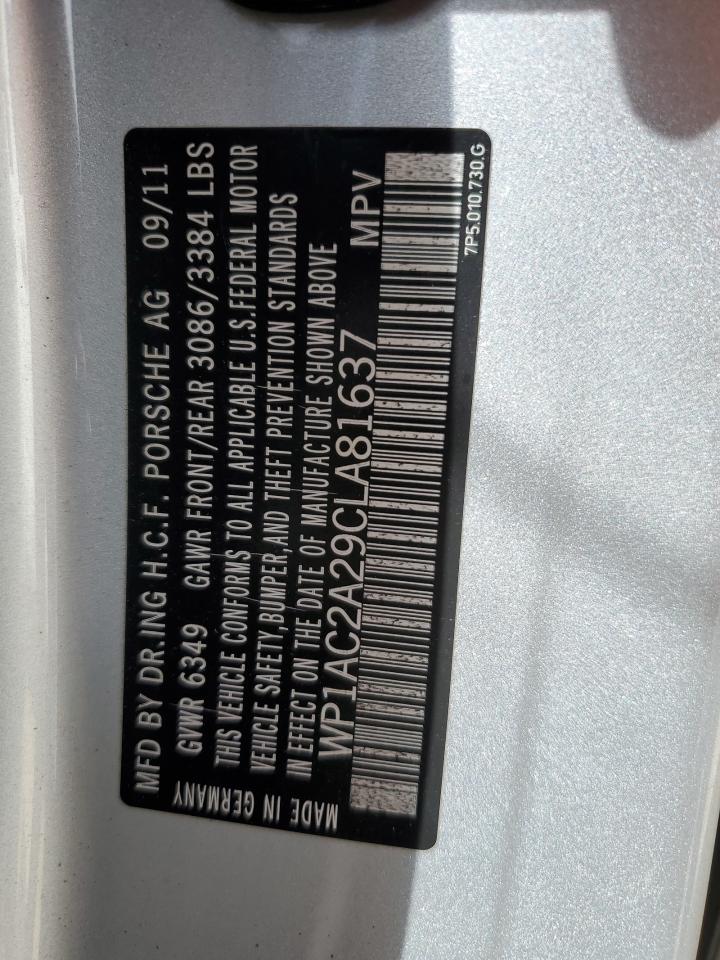 MFD BY DR.ING H.C.F. PORSCHE AG 09/11
GVWR 6349 GAWR FRONT/REAR 3086/3384 LBS
THIS VEHICLE CONFORMS TO ALL APPLICABLE U.S.FEDERAL MOTOR
VEHICLE SAFETY,BUMPER,AND THEFT PREVENTION STANDARDS
IN EFFECT ON THE DATE OF MANUFACTURE SHOWN ABOVE
WP1AC2A29CLA81637 MPV
MADE IN GERMANY
7P5.010.730.G